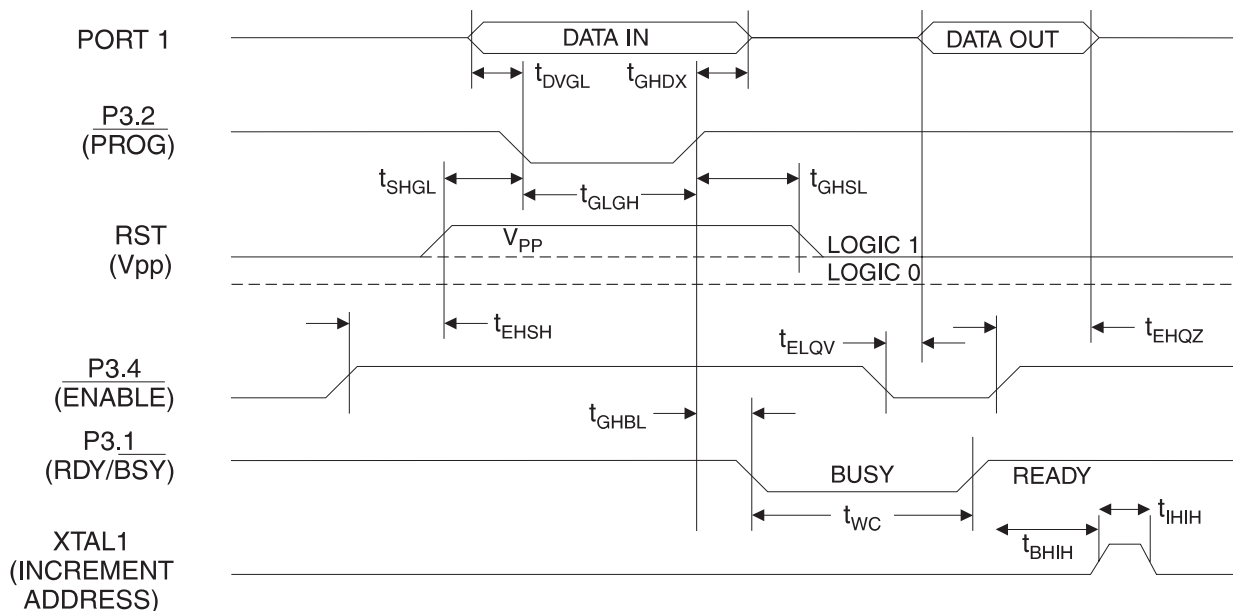 PORT 1
DATA IN
DATA OUT
tDVGL
tGHDX
P3.2
(PROG)
tSHGL
tGLGH
tGHSL
RST
(Vpp)
VPP
LOGIC 1
LOGIC 0
tEHSH
tELQV
tEHQZ
P3.4
(ENABLE)
tGHBL
P3.1
(RDY/BSY)
BUSY
READY
tWC
tIHIH
tBHIH
XTAL1
(INCREMENT
ADDRESS)